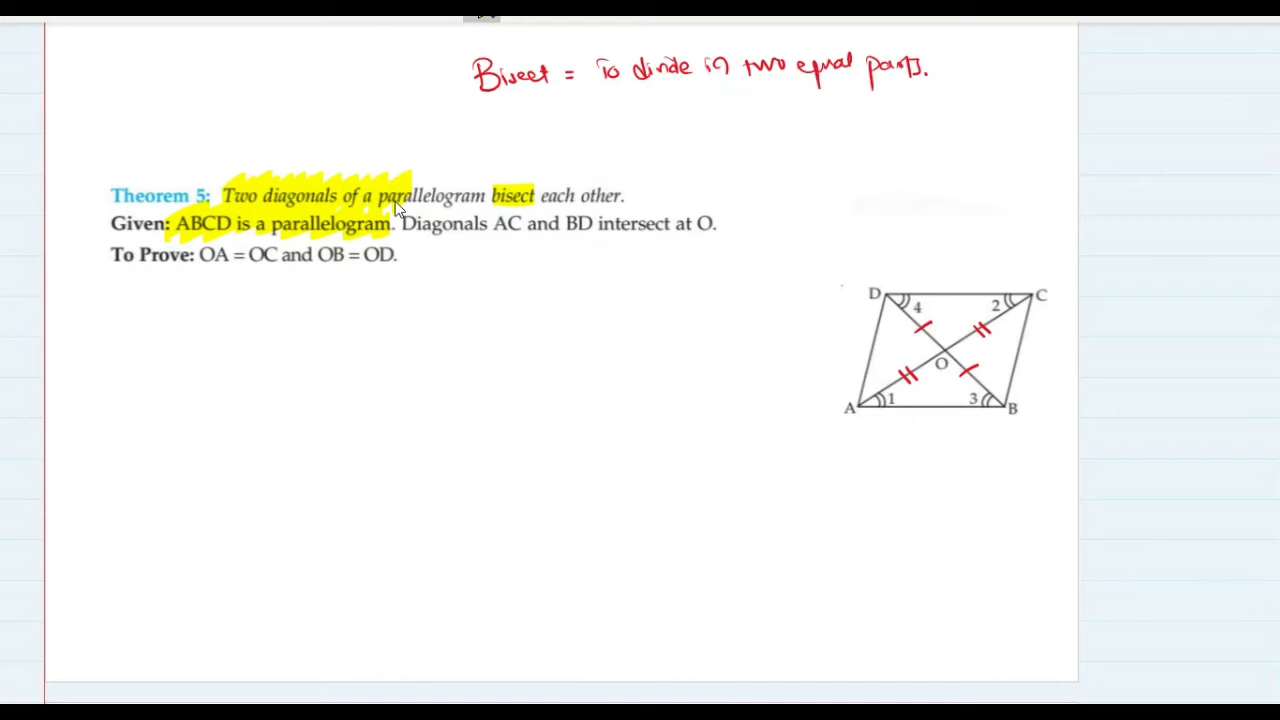 Bisect = To divide in two equal parts.
Theorem 5: Two diagonals of a parallelogram bisect each other.
Given: ABCD is a parallelogram. Diagonals AC and BD intersect at O.
To Prove: OA = OC and OB = OD.
D 4 2 C
O
A 1 3 B